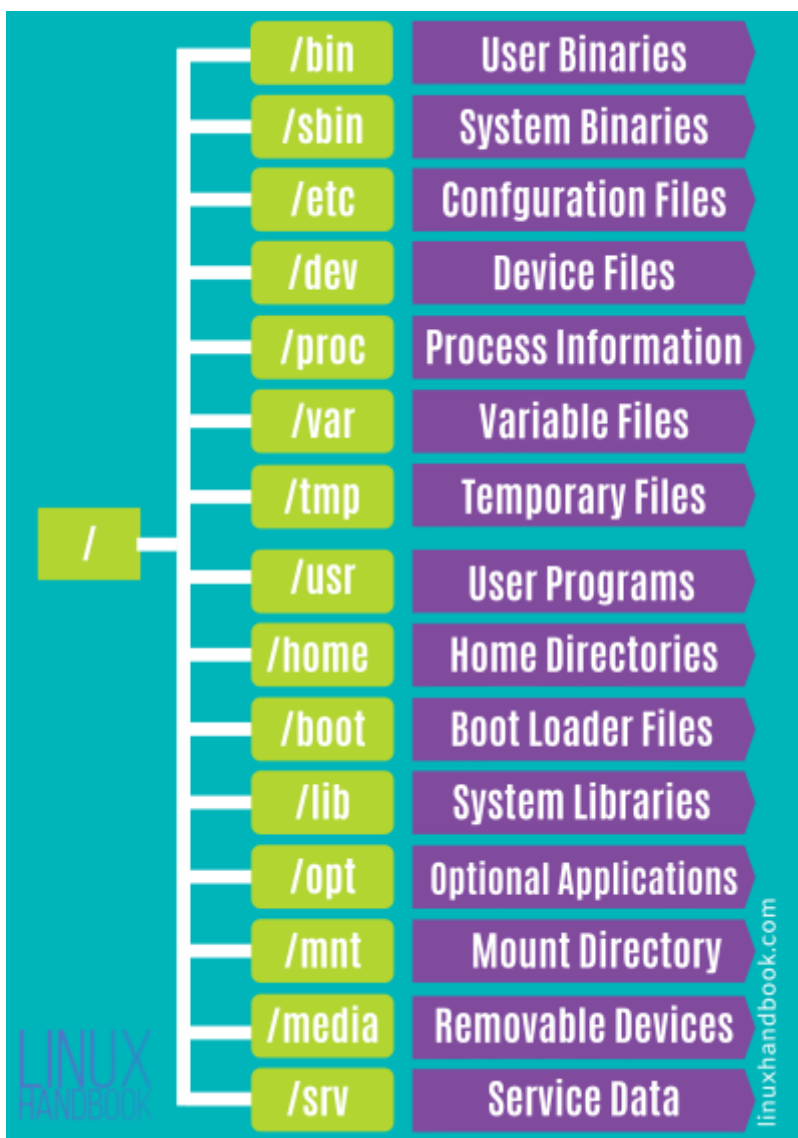 /bin User Binaries
/sbin System Binaries
/etc Confguration Files
/dev Device Files
/proc Process Information
/var Variable Files
/tmp Temporary Files
/
/usr User Programs
/home Home Directories
/boot Boot Loader Files
/lib System Libraries
/opt Optional Applications
/mnt Mount Directory
/media Removable Devices
/srv Service Data
LINUX
HANDBOOK
linuxhandbook.com